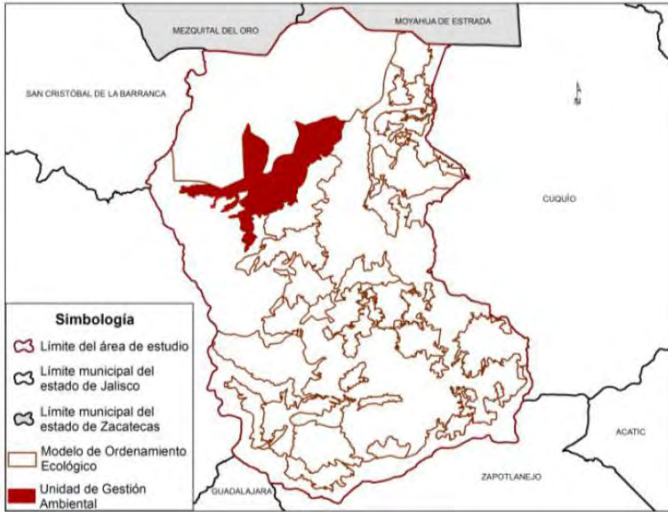 MEZQUITAL DEL ORO
MOYAHUA DE ESTRADA
SAN CRISTÓBAL DE LA BARRANCA
N
CUQUÍO
Simbología
Límite del área de estudio
Límite municipal del
estado de Jalisco
Límite municipal del
estado de Zacatecas
Modelo de Ordenamiento
Ecológico
Unidad de Gestión
Ambiental
ACATIC
ZAPOTLANEJO
GUADALAJARA